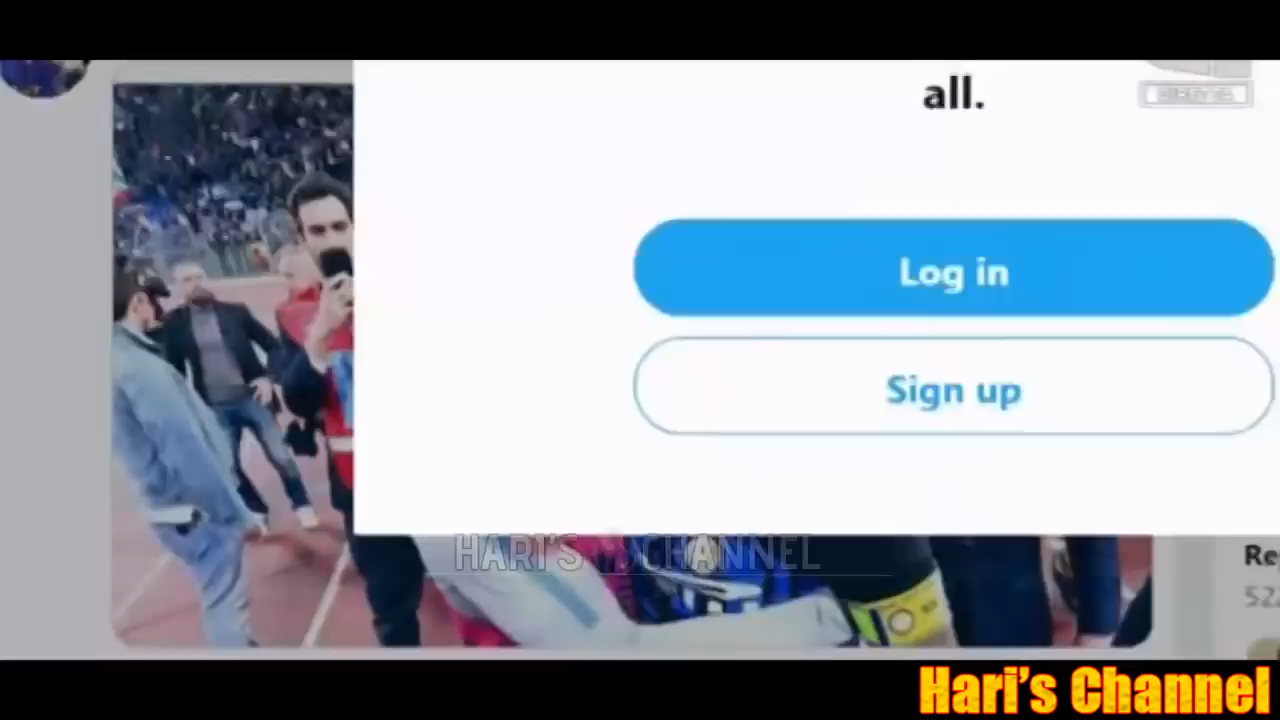 all.
Log in
Sign up
HARI'S CHANNEL
Hari's Channel